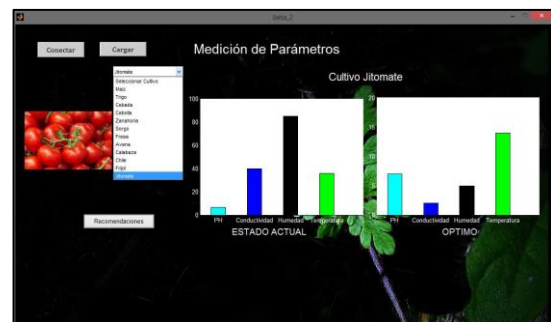 beta_2
Conectar
Cargar
Medición de Parámetros
Jitomate
Seleccionar Cultivo
Maiz
Trigo
Cebada
Cebolla
Zanahoria
Sorgo
Fresa
Avena
Calabaza
Chile
Frijol
Jitomate
Recomendaciones
Cultivo Jitomate
100
80
60
40
20
0
PH Conductividad Humedad Temperatura
ESTADO ACTUAL
20
15
10
5
0
PH Conductividad Humedad Temperatura
OPTIMO